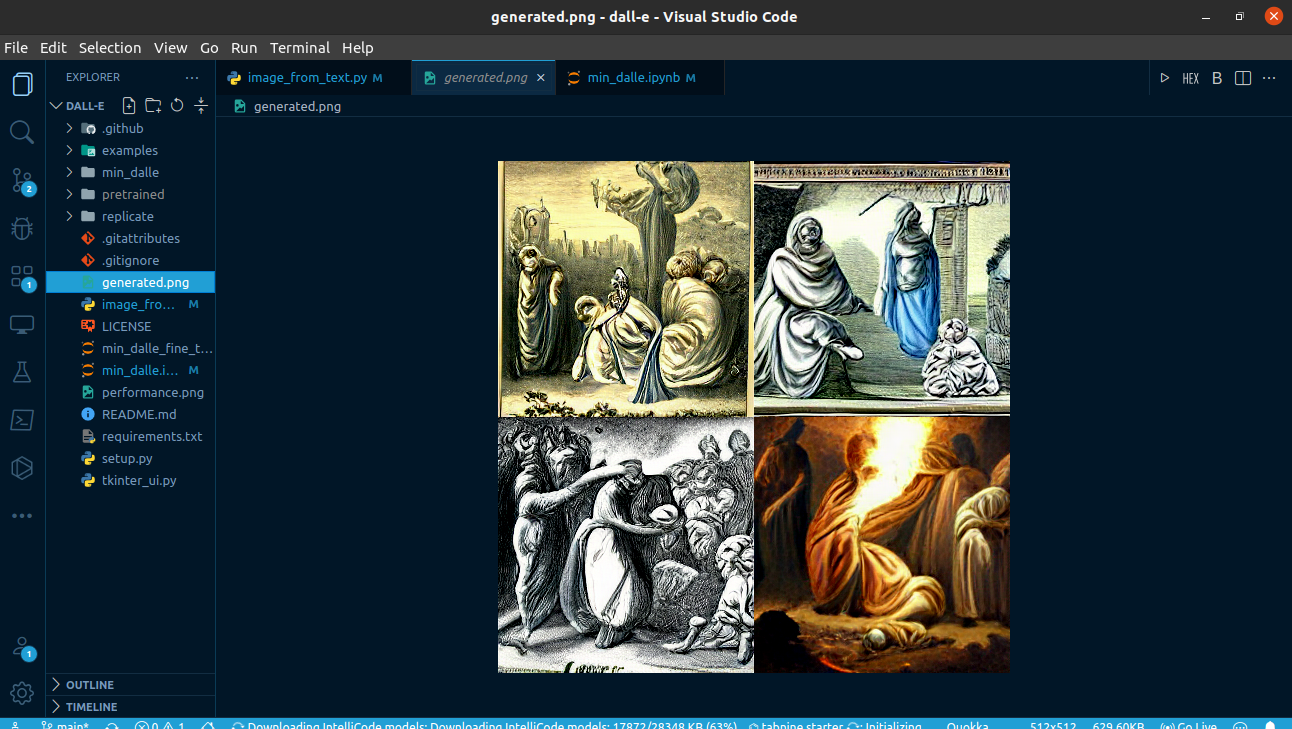 generated.png - dall-e - Visual Studio Code
File Edit Selection View Go Run Terminal Help
EXPLORER
image_from_text.py M
generated.png
min_dalle.ipynb M
HEX
B
DALL-E
generated.png
.github
examples
min_dalle
pretrained
replicate
.gitattributes
.gitignore
generated.png
image_fro... M
LICENSE
min_dalle_fine_t...
min_dalle.i... M
performance.png
README.md
requirements.txt
setup.py
tkinter_ui.py
2
1
1
OUTLINE
TIMELINE
main* 0 1 Downloading IntelliCode models: Downloading IntelliCode models: 17872/28348 KB (63%) tabnine starter : Initializing Quokka 512x512 629.60KB Go Live